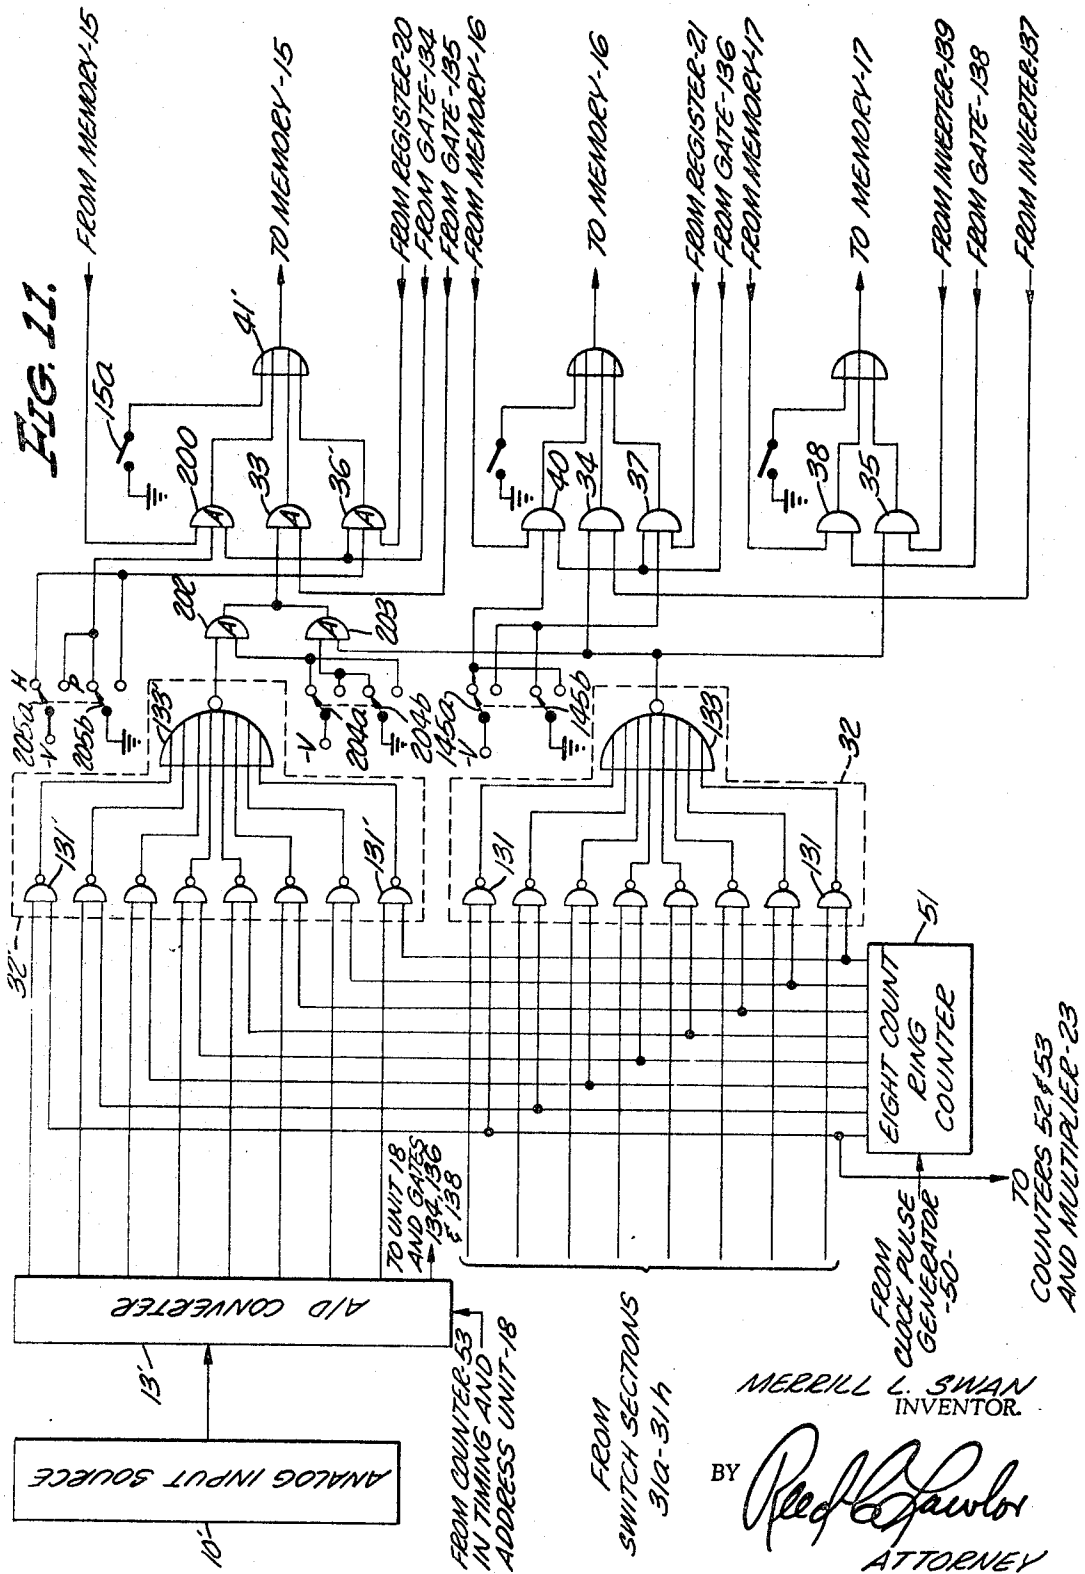 FIG. 11.
FROM MEMORY-15
15a
41'
TO MEMORY-15
200
33
36'
FROM REGISTER-20
FROM GATE-134
FROM GATE-135
FROM MEMORY-16
TO MEMORY-16
40
34
37
FROM REGISTER-21
FROM GATE-136
FROM MEMORY-17
TO MEMORY-17
38
35
FROM INVERTER-139
FROM GATE-138
FROM INVERTER-137
A
A
A
202
A
A
203
205a
H
-V
P
205b
133'
-V
204a
204b
145a
-V
145b
133
32
32'
131'
131'
131
131
51
EIGHT COUNT
RING
COUNTER
TO UNIT 18
AND GATES
134, 136
& 138
A/D CONVERTER
13'
ANALOG INPUT SOURCE
10'
FROM COUNTER-53
IN TIMING AND
ADDRESS UNIT-18
FROM
SWITCH SECTIONS
31a-31h
FROM
CLOCK PULSE
GENERATOR
-50-
TO
COUNTERS 52 & 53
AND MULTIPLIER-23
MERRILL L. SWAN
INVENTOR.
BY Reed C Lawlor
ATTORNEY